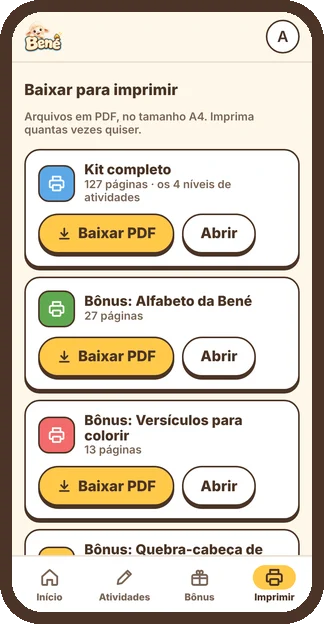 Bené
A
Baixar para imprimir
Arquivos em PDF, no tamanho A4. Imprima
quantas vezes quiser.
Kit completo
127 páginas · os 4 níveis de
atividades
Baixar PDF
Abrir
Bônus: Alfabeto da Bené
27 páginas
Baixar PDF
Abrir
Bônus: Versículos para
colorir
13 páginas
Baixar PDF
Abrir
Bônus: Quebra-cabeça de
Início
Atividades
Bônus
Imprimir